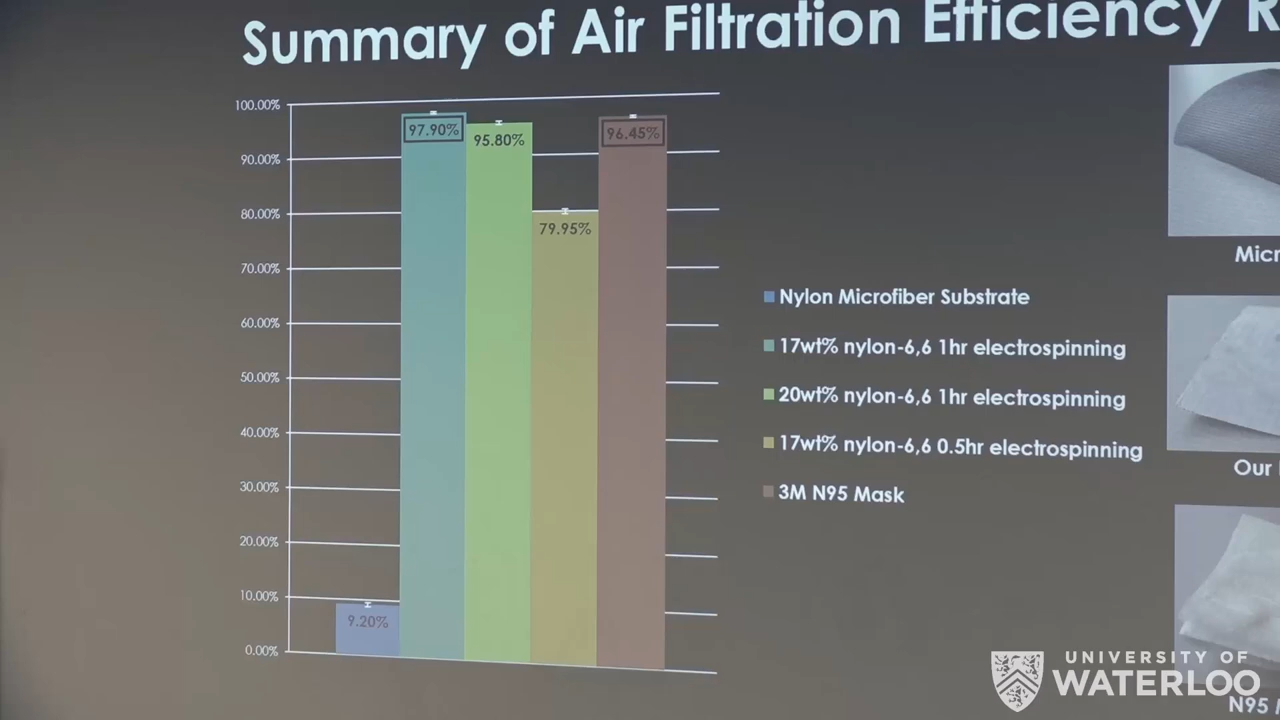 Summary of Air Filtration Efficiency R
100.00%
90.00%
80.00%
70.00%
60.00%
50.00%
40.00%
30.00%
20.00%
10.00%
0.00%
9.20%
97.90%
95.80%
79.95%
96.45%
Nylon Microfiber Substrate
17wt% nylon-6,6 1hr electrospinning
20wt% nylon-6,6 1hr electrospinning
17wt% nylon-6,6 0.5hr electrospinning
3M N95 Mask
Micr
Our
N95
UNIVERSITY OF
WATERLOO